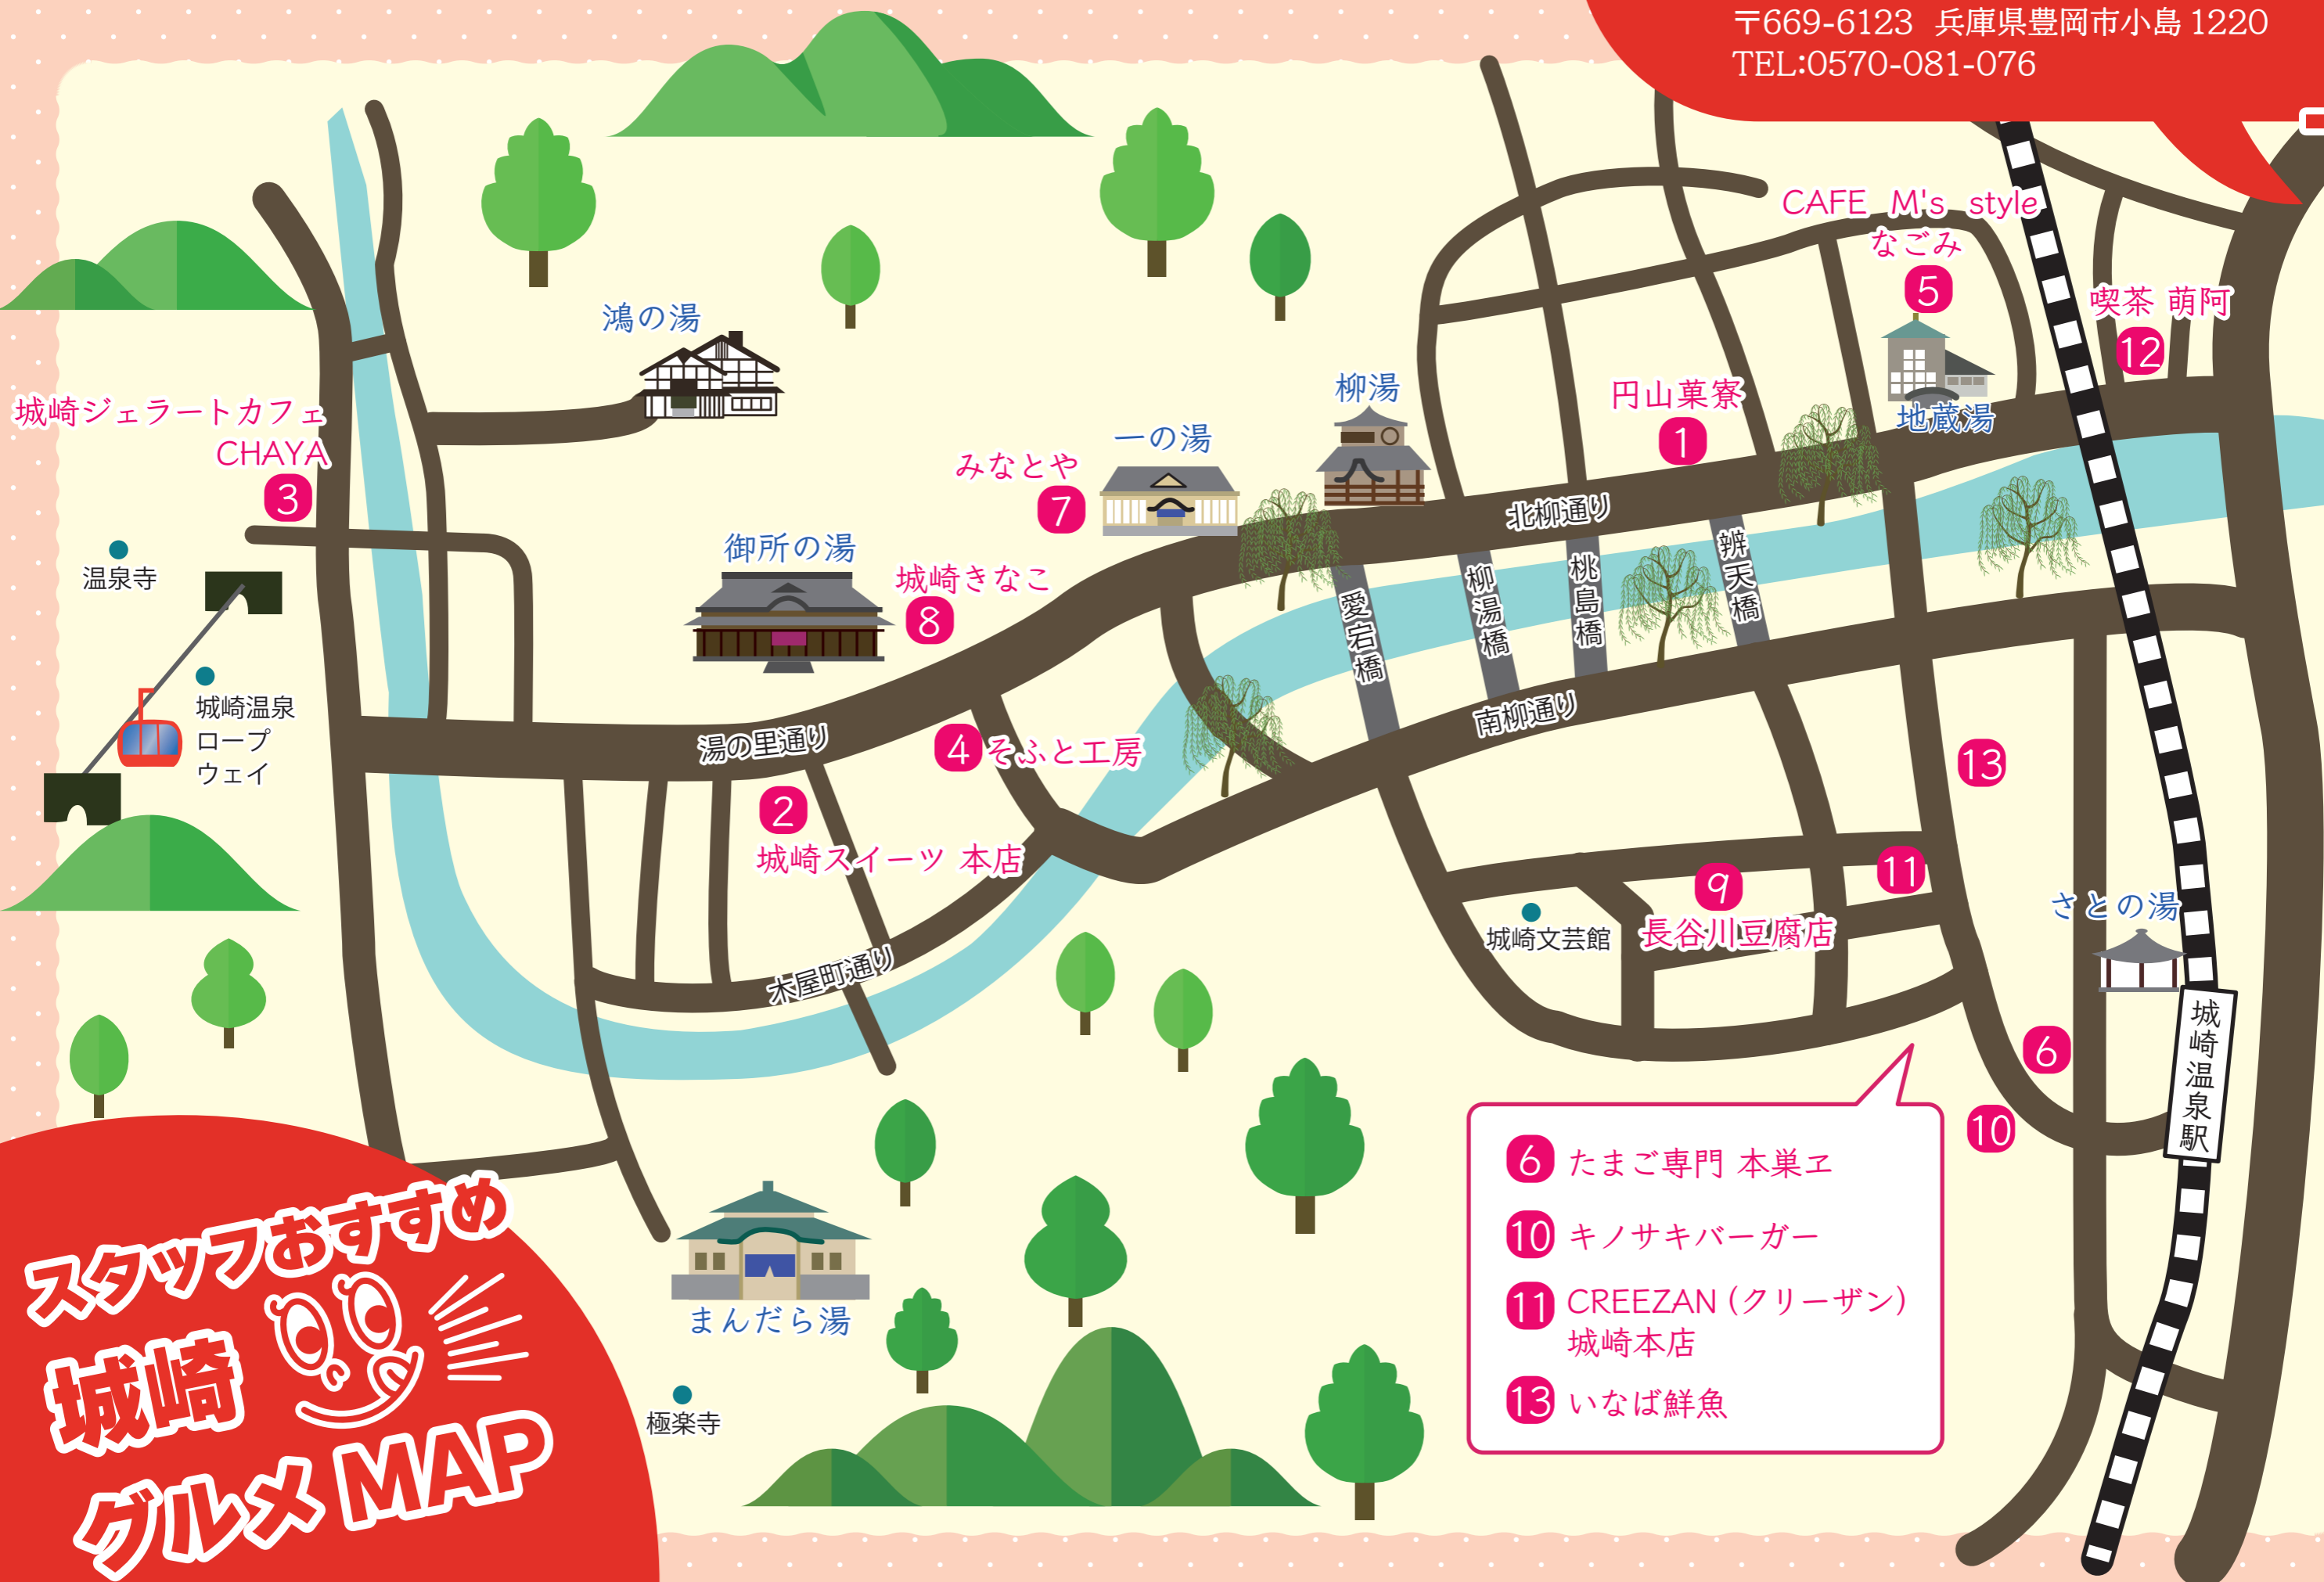 〒669-6123 兵庫県豊岡市小島1220
TEL:0570-081-076
CAFE M's style
なごみ
5
地蔵湯
喫茶 萌阿
12
鴻の湯
柳湯
円山菓寮
1
城崎ジェラートカフェ
CHAYA
3
一の湯
みなとや
7
北柳通り
御所の湯
城崎きなこ
8
温泉寺
愛宕橋
柳湯橋
桃島橋
辨天橋
城崎温泉
ロープ
ウェイ
湯の里通り
4 そふと工房
南柳通り
13
2
城崎スイーツ 本店
9
長谷川豆腐店
11
城崎文芸館
さとの湯
木屋町通り
城崎温泉駅
6
10
6 たまご専門 本巣ヱ
10 キノサキバーガー
11 CREEZAN (クリーザン)
城崎本店
13 いなば鮮魚
まんだら湯
極楽寺
スタッフおすすめ
城崎
グルメMAP